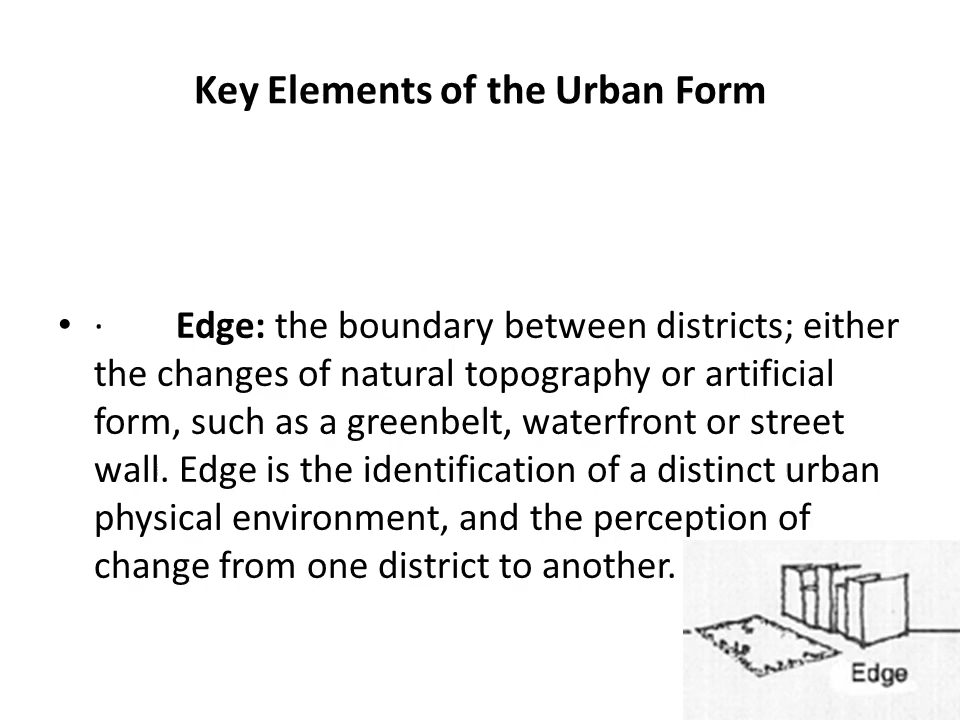 Key Elements of the Urban Form
• · Edge: the boundary between districts; either
the changes of natural topography or artificial
form, such as a greenbelt, waterfront or street
wall. Edge is the identification of a distinct urban
physical environment, and the perception of
change from one district to another.
Edge